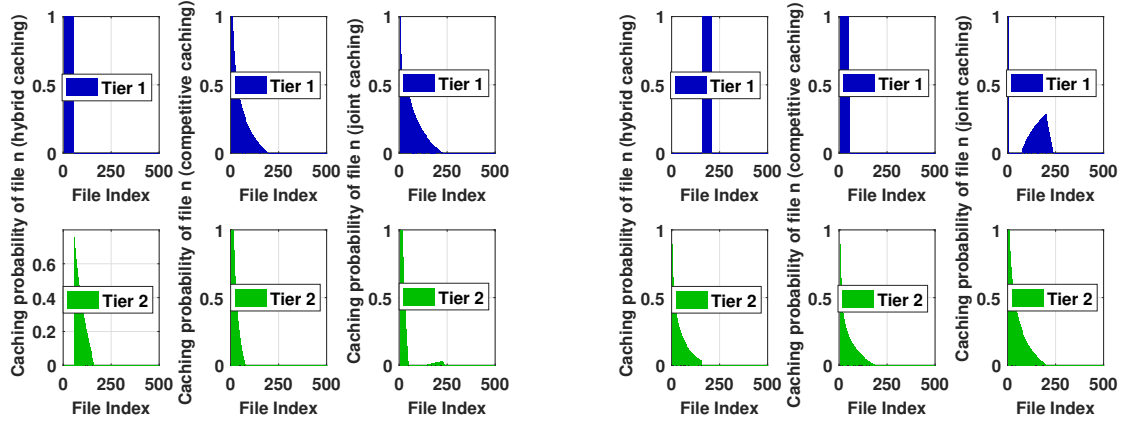 Caching probability of file n (hybrid caching)
1
0.5
0
Tier 1
0 250 500
File Index
0.6
0.4
0.2
0
Tier 2
0 250 500
File Index
Caching probability of file n (competitive caching)
1
0.5
0
Tier 1
0 250 500
File Index
1
0.5
0
Tier 2
0 250 500
File Index
Caching probability of file n (joint caching)
1
0.5
0
Tier 1
0 250 500
File Index
1
0.5
0
Tier 2
0 250 500
File Index
Caching probability of file n (hybrid caching)
1
0.5
0
Tier 1
0 250 500
File Index
1
0.5
0
Tier 2
0 250 500
File Index
Caching probability of file n (competitive caching)
1
0.5
0
Tier 1
0 250 500
File Index
1
0.5
0
Tier 2
0 250 500
File Index
Caching probability of file n (joint caching)
1
0.5
0
Tier 1
0 250 500
File Index
1
0.5
0
Tier 2
0 250 500
File Index